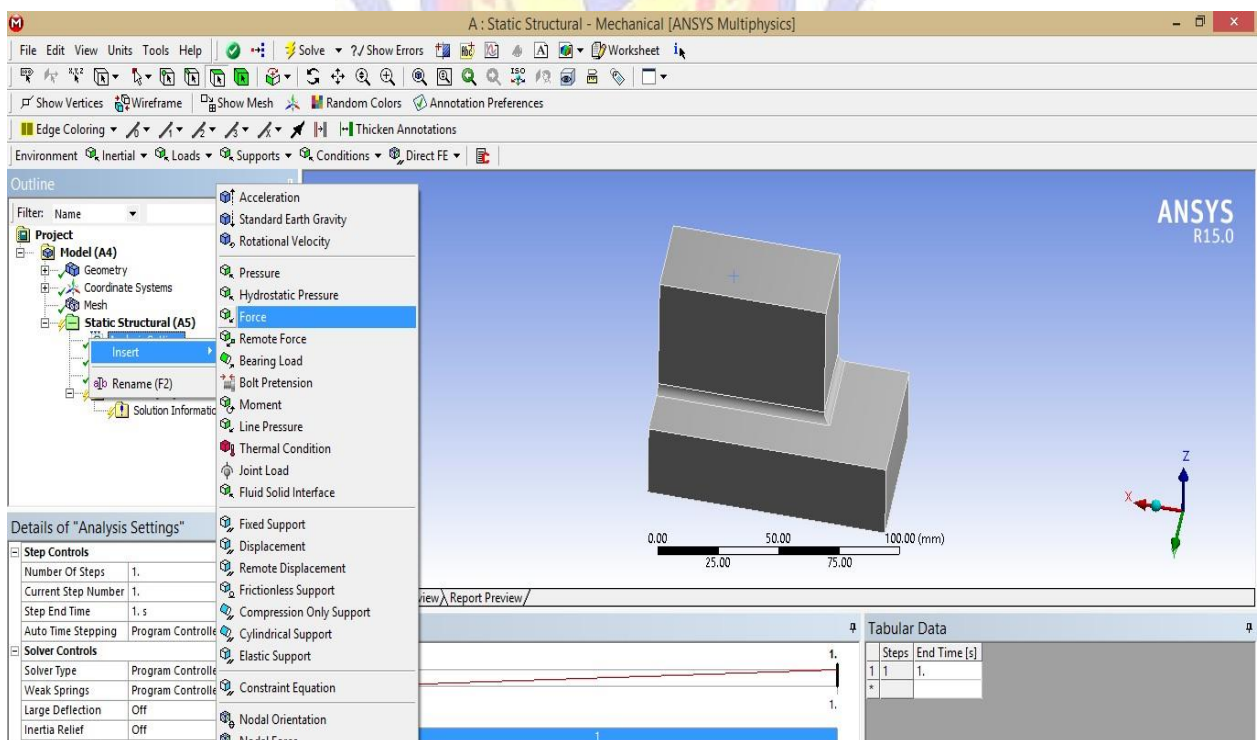 A : Static Structural - Mechanical [ANSYS Multiphysics]
File Edit View Units Tools Help Solve ?./ Show Errors Worksheet
ISO
Show Vertices Wireframe Show Mesh Random Colors Annotation Preferences
Edge Coloring Thicken Annotations
Environment Inertial Loads Supports Conditions Direct FE
Outline
Filter: Name
Project
Model (A4)
Geometry
Coordinate Systems
Mesh
Static Structural (A5)
Insert
Rename (F2)
Solution Informatio
Acceleration
Standard Earth Gravity
Rotational Velocity
Pressure
Hydrostatic Pressure
Force
Remote Force
Bearing Load
Bolt Pretension
Moment
Line Pressure
Thermal Condition
Joint Load
Fluid Solid Interface
Fixed Support
Displacement
Remote Displacement
Frictionless Support
Compression Only Support
Cylindrical Support
Elastic Support
Constraint Equation
Nodal Orientation
Nodal Force
ANSYS
R15.0
Z
X
0.00 50.00 100.00 (mm)
25.00 75.00
view Report Preview
Details of "Analysis Settings"
Step Controls
Number Of Steps 1.
Current Step Number 1.
Step End Time 1. s
Auto Time Stepping Program Controlle
Solver Controls
Solver Type Program Controlle
Weak Springs Program Controlle
Large Deflection Off
Inertia Relief Off
1.
1.
1
Tabular Data
Steps End Time [s]
1 1 1.
*